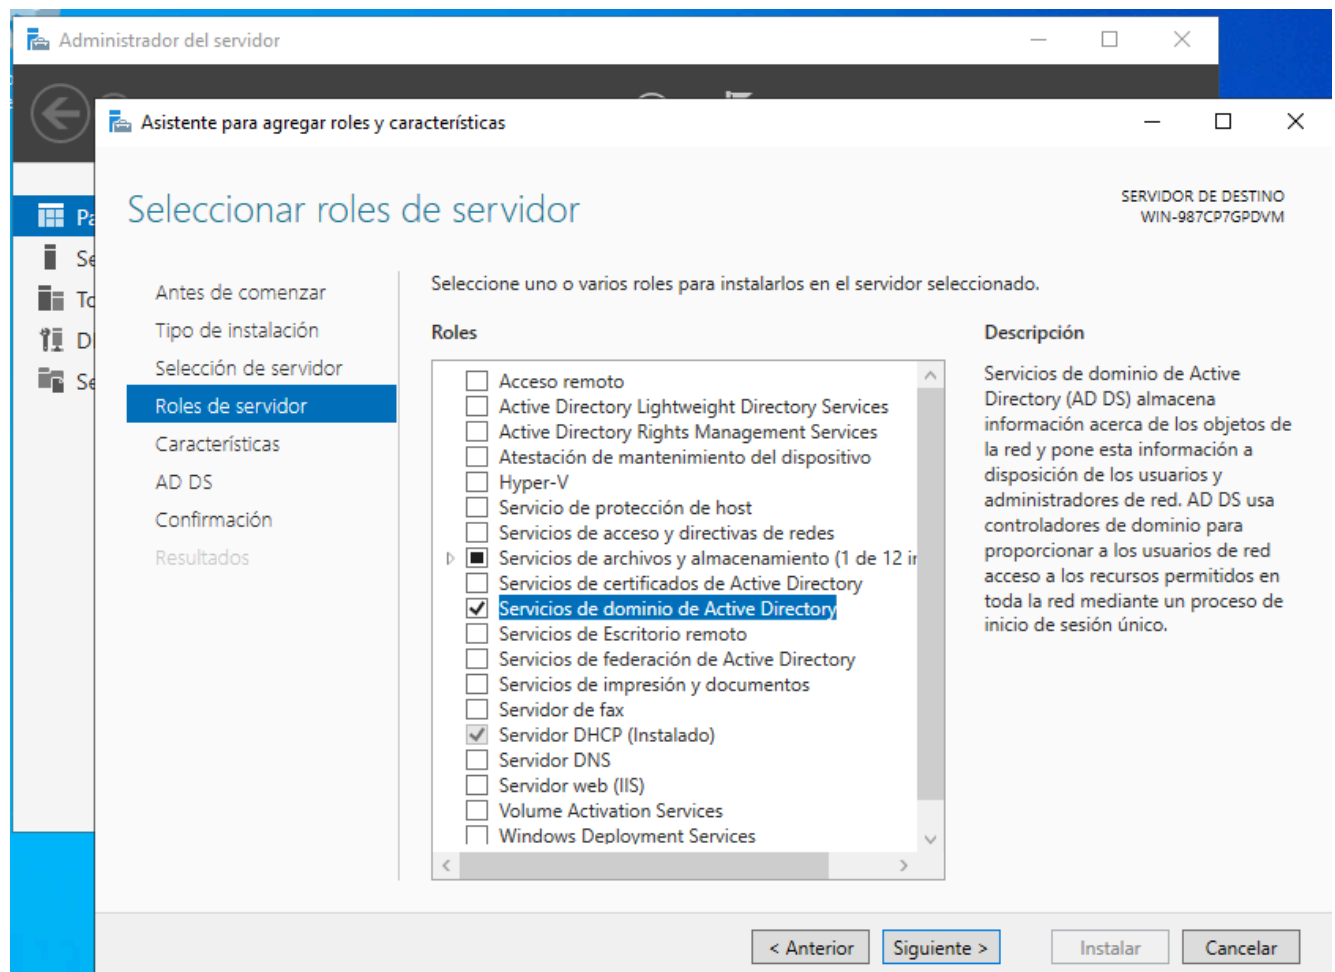 Administrador del servidor
Asistente para agregar roles y características
Seleccionar roles de servidor
SERVIDOR DE DESTINO
WIN-987CP7GPDVM
Antes de comenzar
Tipo de instalación
Selección de servidor
Roles de servidor
Características
AD DS
Confirmación
Resultados
Seleccione uno o varios roles para instalarlos en el servidor seleccionado.
Roles
Acceso remoto
Active Directory Lightweight Directory Services
Active Directory Rights Management Services
Atestación de mantenimiento del dispositivo
Hyper-V
Servicio de protección de host
Servicios de acceso y directivas de redes
Servicios de archivos y almacenamiento (1 de 12 in
Servicios de certificados de Active Directory
Servicios de dominio de Active Directory
Servicios de Escritorio remoto
Servicios de federación de Active Directory
Servicios de impresión y documentos
Servidor de fax
Servidor DHCP (Instalado)
Servidor DNS
Servidor web (IIS)
Volume Activation Services
Windows Deployment Services
Descripción
Servicios de dominio de Active
Directory (AD DS) almacena
información acerca de los objetos de
la red y pone esta información a
disposición de los usuarios y
administradores de red. AD DS usa
controladores de dominio para
proporcionar a los usuarios de red
acceso a los recursos permitidos en
toda la red mediante un proceso de
inicio de sesión único.
< Anterior
Siguiente >
Instalar
Cancelar